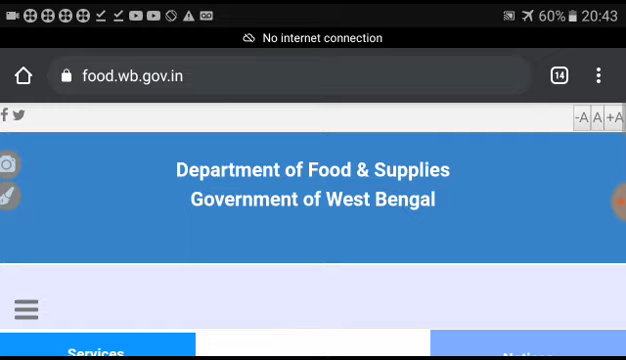 60% 20:43
No internet connection
food.wb.gov.in
14
-A A +A
Department of Food & Supplies
Government of West Bengal
Services